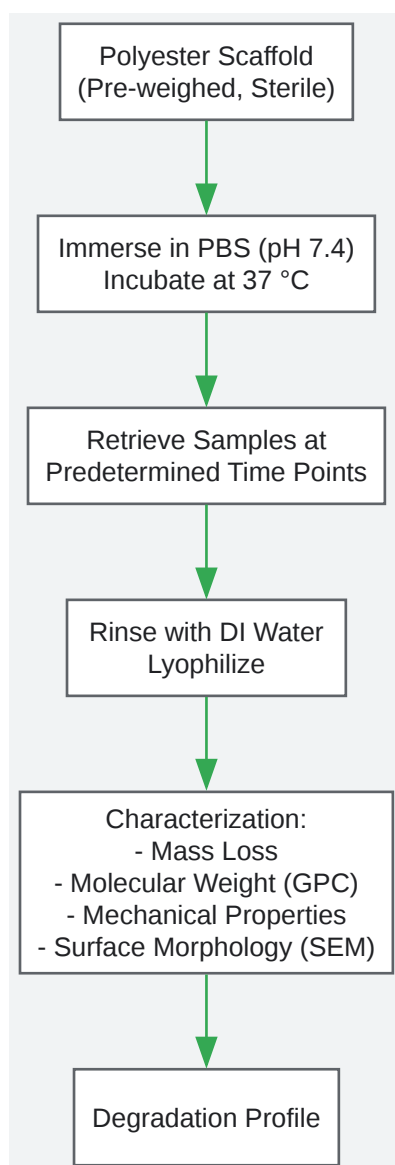 Polyester Scaffold
(Pre-weighed, Sterile)
Immerse in PBS (pH 7.4)
Incubate at 37 °C
Retrieve Samples at
Predetermined Time Points
Rinse with DI Water
Lyophilize
Characterization:
- Mass Loss
- Molecular Weight (GPC)
- Mechanical Properties
- Surface Morphology (SEM)
Degradation Profile